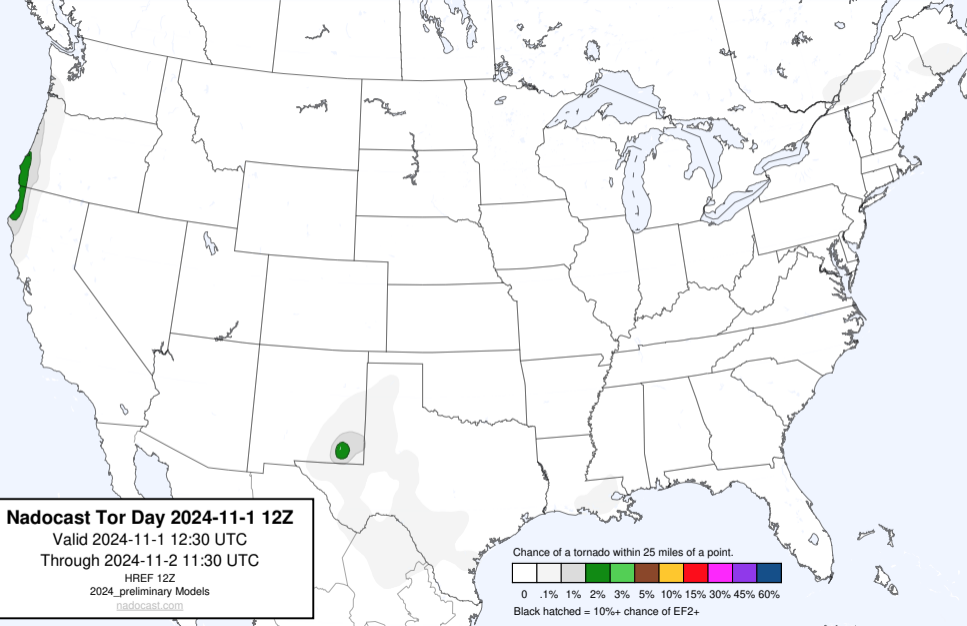 Nadocast Tor Day 2024-11-1 12Z
Valid 2024-11-1 12:30 UTC
Through 2024-11-2 11:30 UTC
HREF 12Z
2024_preliminary Models
nadocast.com
Chance of a tornado within 25 miles of a point.
0 .1% 1% 2% 3% 5% 10% 15% 30% 45% 60%
Black hatched = 10%+ chance of EF2+